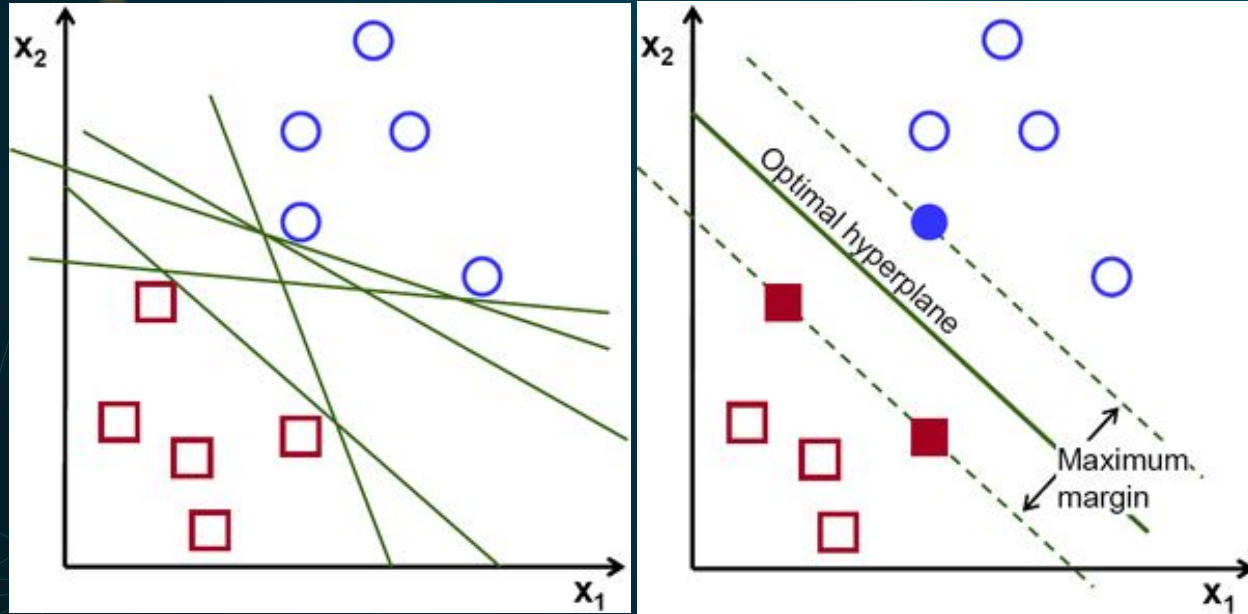 x₂
x₁
x₂
Optimal hyperplane
Maximum
margin
x₁